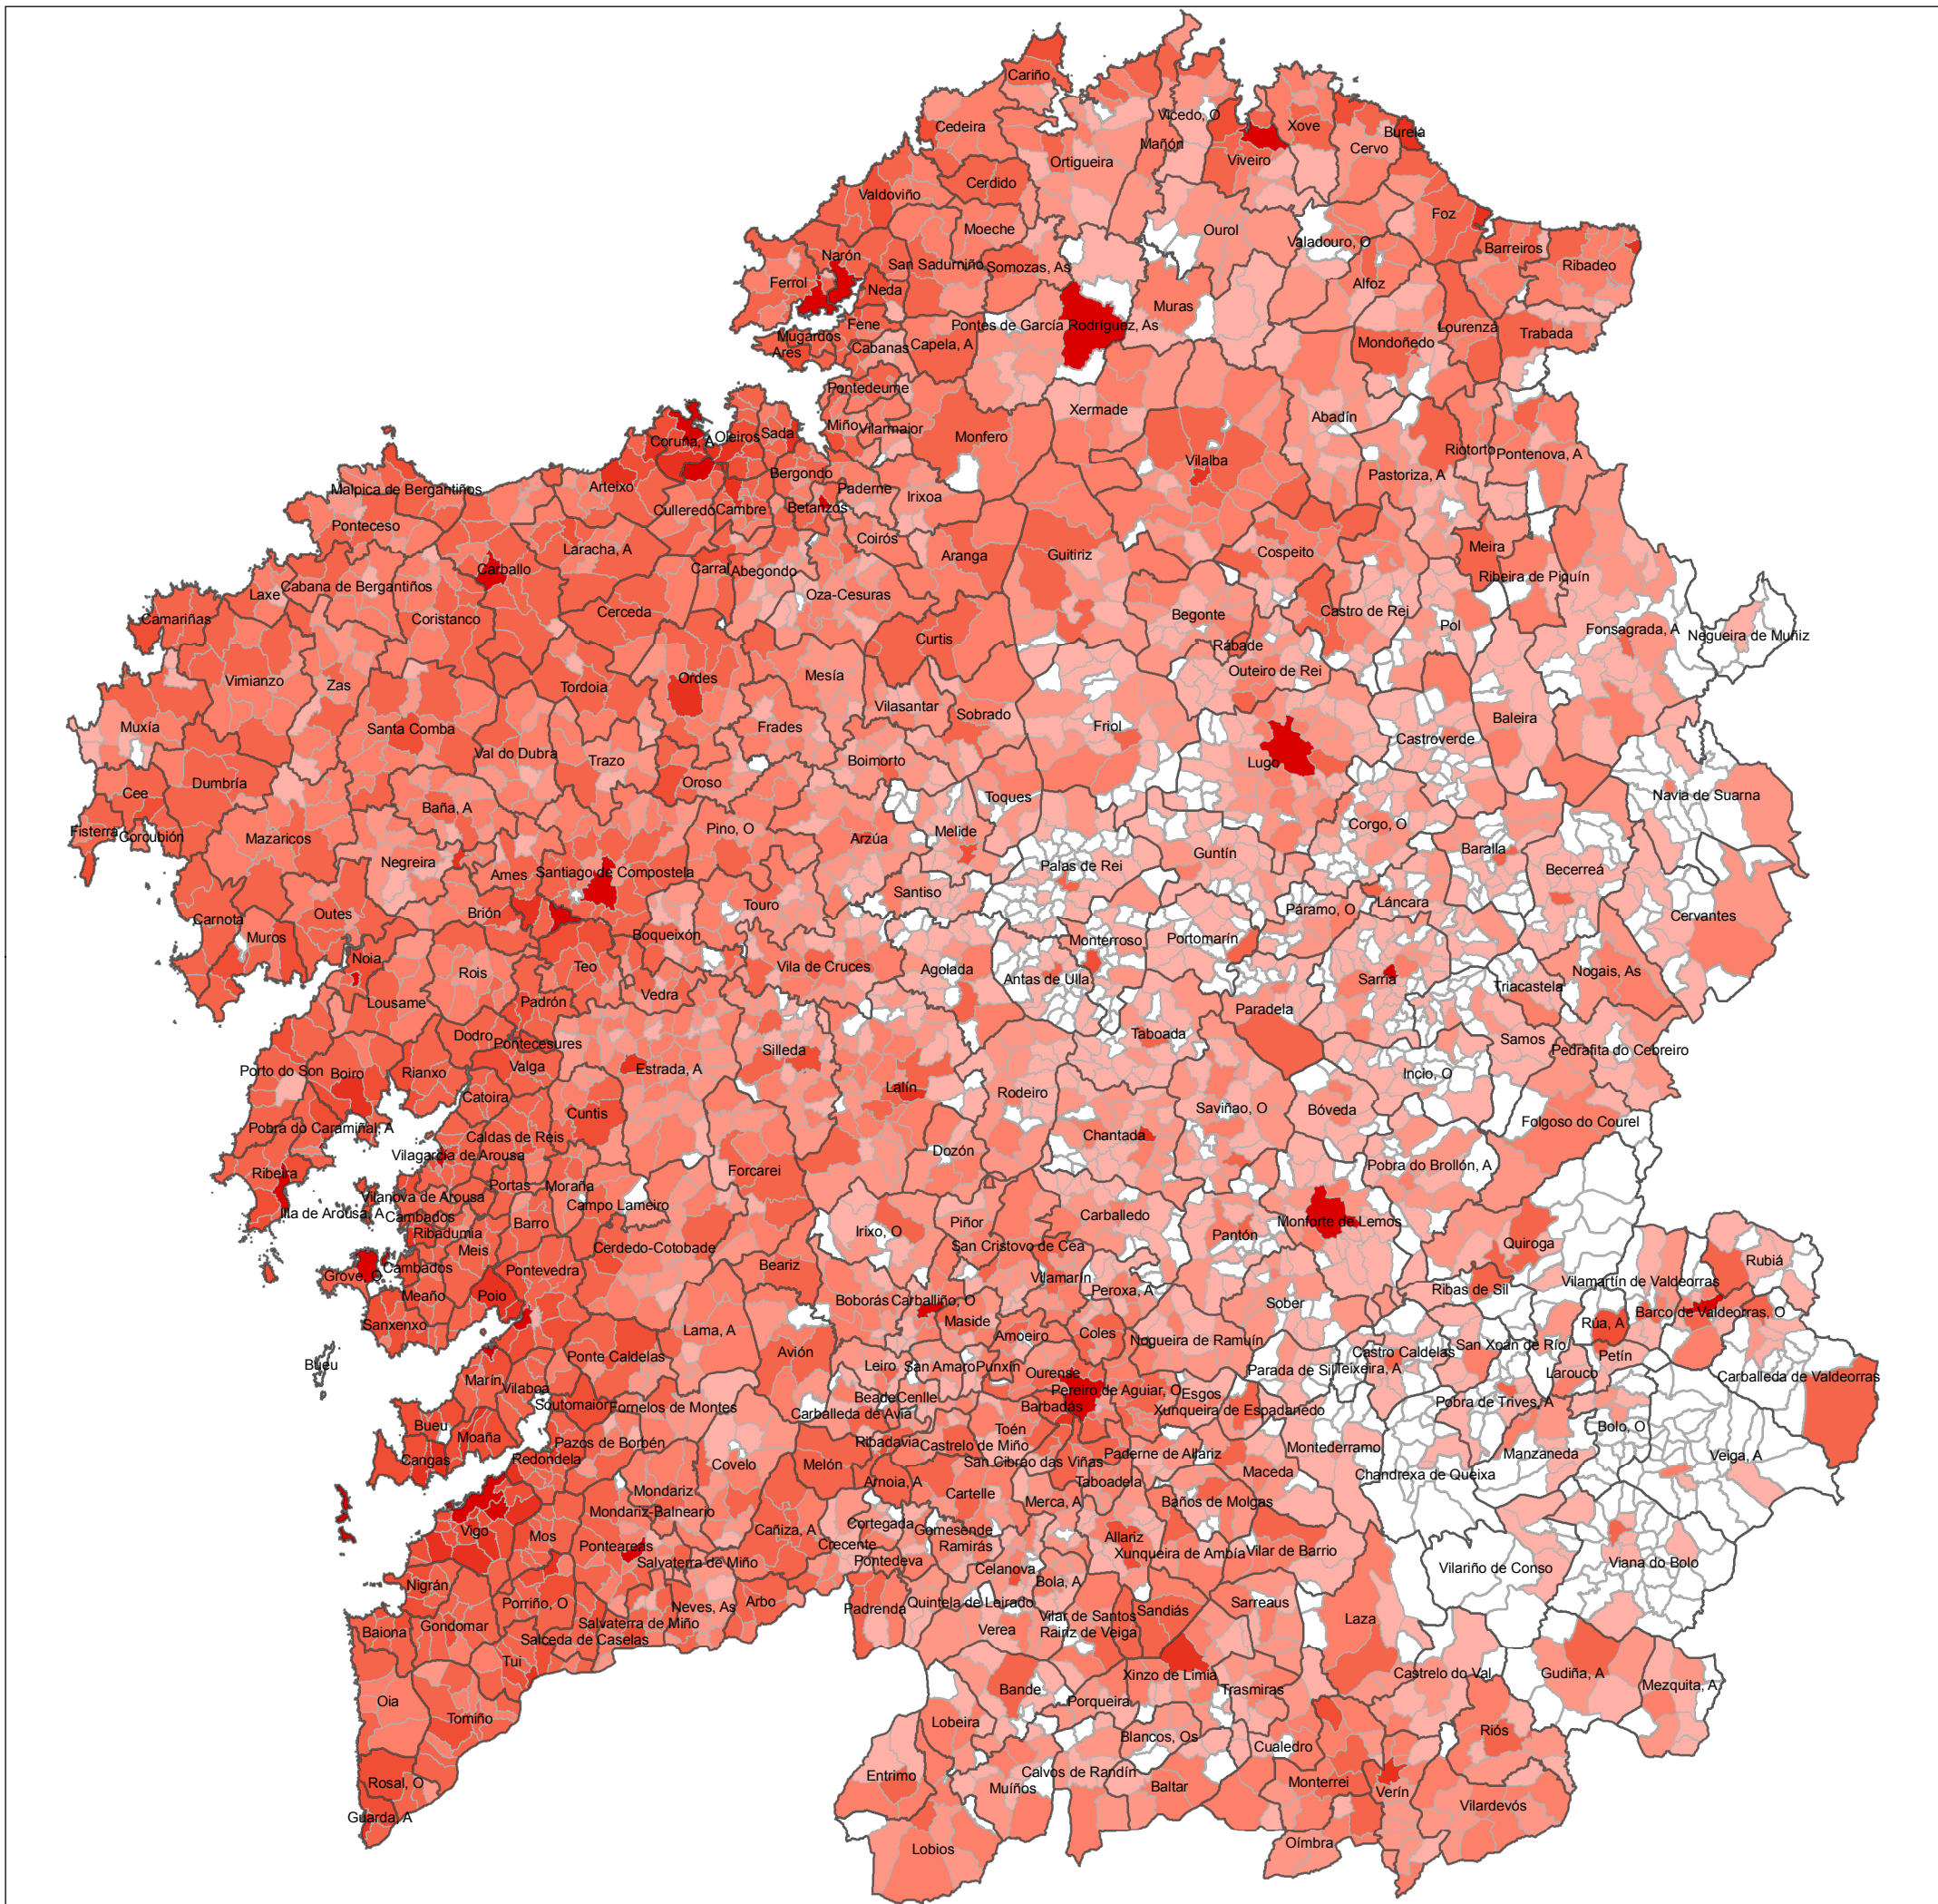 Cariño
Vicedo, O
Xove
Burela
Cedeira
Mañón
Cervo
Ortigueira
Viveiro
Cerdido
Valdoviño
Foz
Moeche
Ourol
Valadouro, O
Barreiros
Narón
San Sadurniño
Somozas, As
Ribadeo
Ferrol
Neda
Alfoz
Muras
Fene
Pontes de García Rodríguez, As
Lourenzá
Trabada
Mugardos
Capela, A
Mondoñedo
Ares
Cabanas
Pontedeume
Xermade
Abadín
Miño
Vilarmaior
Coruña, A
Oleiros
Sada
Monfero
Riotorto
Pontenova, A
Vilalba
Bergondo
Pastoriza, A
Malpica de Bergantiños
Arteixo
Paderne
Irixoa
Culleredo
Cambre
Betanzos
Ponteceso
Coirós
Laracha, A
Aranga
Guitiriz
Cospeito
Meira
Carballo
Carral
Abegondo
Ribeira de Piquín
Cabana de Bergantiños
Laxe
Oza-Cesuras
Camariñas
Coristanco
Cerceda
Begonte
Castro de Rei
Pol
Fonsagrada, A
Negueira de Muñiz
Curtis
Rábade
Outeiro de Rei
Vimianzo
Zas
Tordoia
Ordes
Mesía
Vilasantar
Sobrado
Muxía
Santa Comba
Frades
Friol
Baleira
Castroverde
Val do Dubra
Trazo
Boimorto
Lugo
Dumbría
Oroso
Cee
Toques
Navia de Suarna
Baña, A
Fisterra
Corcubión
Mazaricos
Pino, O
Arzúa
Melide
Corgo, O
Negreira
Palas de Rei
Guntín
Baralla
Becerreá
Ames
Santiago de Compostela
Santiso
Touro
Láncara
Carnota
Outes
Brión
Páramo, O
Cervantes
Muros
Boqueixón
Monterroso
Portomarín
Noia
Rois
Teo
Vila de Cruces
Agolada
Antas de Ulla
Sarria
Nogais, As
Lousame
Padrón
Vedra
Triacastela
Paradela
Dodro
Pontecesures
Silleda
Taboada
Samos
Pedrafita do Cebreiro
Porto do Son
Boiro
Rianxo
Valga
Estrada, A
Incio, O
Lalín
Rodeiro
Catoira
Cuntis
Saviñao, O
Bóveda
Pobra do Caramiñal, A
Caldas de Reis
Chantada
Folgoso do Courel
Vilagarcía de Arousa
Dozón
Ribeira
Forcarei
Pobra do Brollón, A
Portas
Moraña
Vilanova de Arousa
Campo Lameiro
Illa de Arousa, A
Cambados
Barro
Carballedo
Monforte de Lemos
Ribadumia
Irixo, O
Piñor
Pantón
Meis
Cerdedo-Cotobade
San Cristovo de Cea
Quiroga
Cambados
Pontevedra
Beariz
Rubiá
Grove, O
Vilamarín
Vilamartín de Valdeorras
Meaño
Poio
Peroxa, A
Ribas de Sil
Boborás
Carballiño, O
Sober
Barco de Valdeorras, O
Sanxenxo
Maside
Rúa, A
Lama, A
Amoeiro
Coles
Nogueira de Ramuín
San Xoán de Río
Ponte Caldelas
Avión
Castro Caldelas
Petín
Bueu
Leiro
San Amaro
Punxín
Parada de Sil
Teixeira, A
Ourense
Larouco
Carballeda de Valdeorras
Marín
Vilaboa
Pereiro de Aguiar, O
Esgos
Beade
Cenlle
Pobra de Trives, A
Soutomaior
Fornelos de Montes
Barbadás
Xunqueira de Espadanedo
Carballeda de Avia
Bueu
Toén
Bolo, O
Moaña
Pazos de Borbén
Ribadavia
Castrelo de Miño
Montederramo
Manzaneda
Veiga, A
Cangas
Redondela
Covelo
Melón
San Cibrao das Viñas
Paderne de Allariz
Chandrexa de Queixa
Maceda
Arnoia, A
Taboadela
Mondariz
Cartelle
Merca, A
Baños de Molgas
Mondariz-Balneario
Vigo
Mos
Cañiza, A
Cortegada
Gomesende
Allariz
Ponteareas
Crecente
Ramirás
Xunqueira de Ambía
Vilar de Barrio
Salvaterra de Miño
Pontedeva
Celanova
Vilariño de Conso
Viana do Bolo
Nigrán
Bola, A
Porriño, O
Neves, As
Arbo
Padrenda
Quintela de Leirado
Sandiás
Sarreaus
Baiona
Gondomar
Salvaterra de Miño
Vilar de Santos
Laza
Salceda de Caselas
Verea
Rairiz de Veiga
Tui
Xinzo de Limia
Castrelo do Val
Gudiña, A
Oia
Bande
Trasmiras
Mezquita, A
Porqueira
Tomiño
Lobeira
Riós
Blancos, Os
Cualedro
Rosal, O
Entrimo
Calvos de Randín
Muíños
Baltar
Monterrei
Verín
Vilardevós
Guarda, A
Oímbra
Lobios